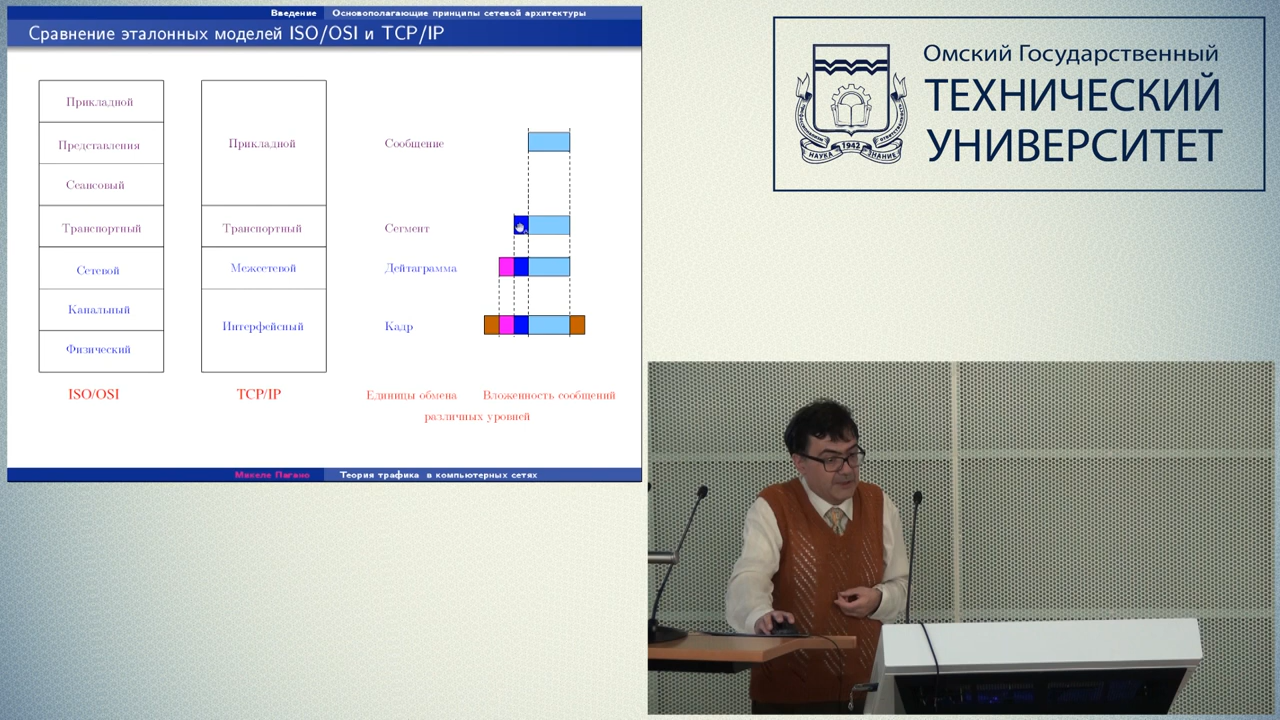 Введение Основополагающие принципы сетевой архитектуры
Сравнение эталонных моделей ISO/OSI и TCP/IP
Прикладной
Представления
Сеансовый
Транспортный
Сетевой
Канальный
Физический
ISO/OSI
Прикладной
Транспортный
Межсетевой
Интерфейсный
TCP/IP
Сообщение
Сегмент
Дейтаграмма
Кадр
Единицы обмена Вложенность сообщений
различных уровней
Микеле Пагано Теория трафика в компьютерных сетях
Омский Государственный
ТЕХНИЧЕСКИЙ
УНИВЕРСИТЕТ
НАУКА 1942 ЗНАНИЕ